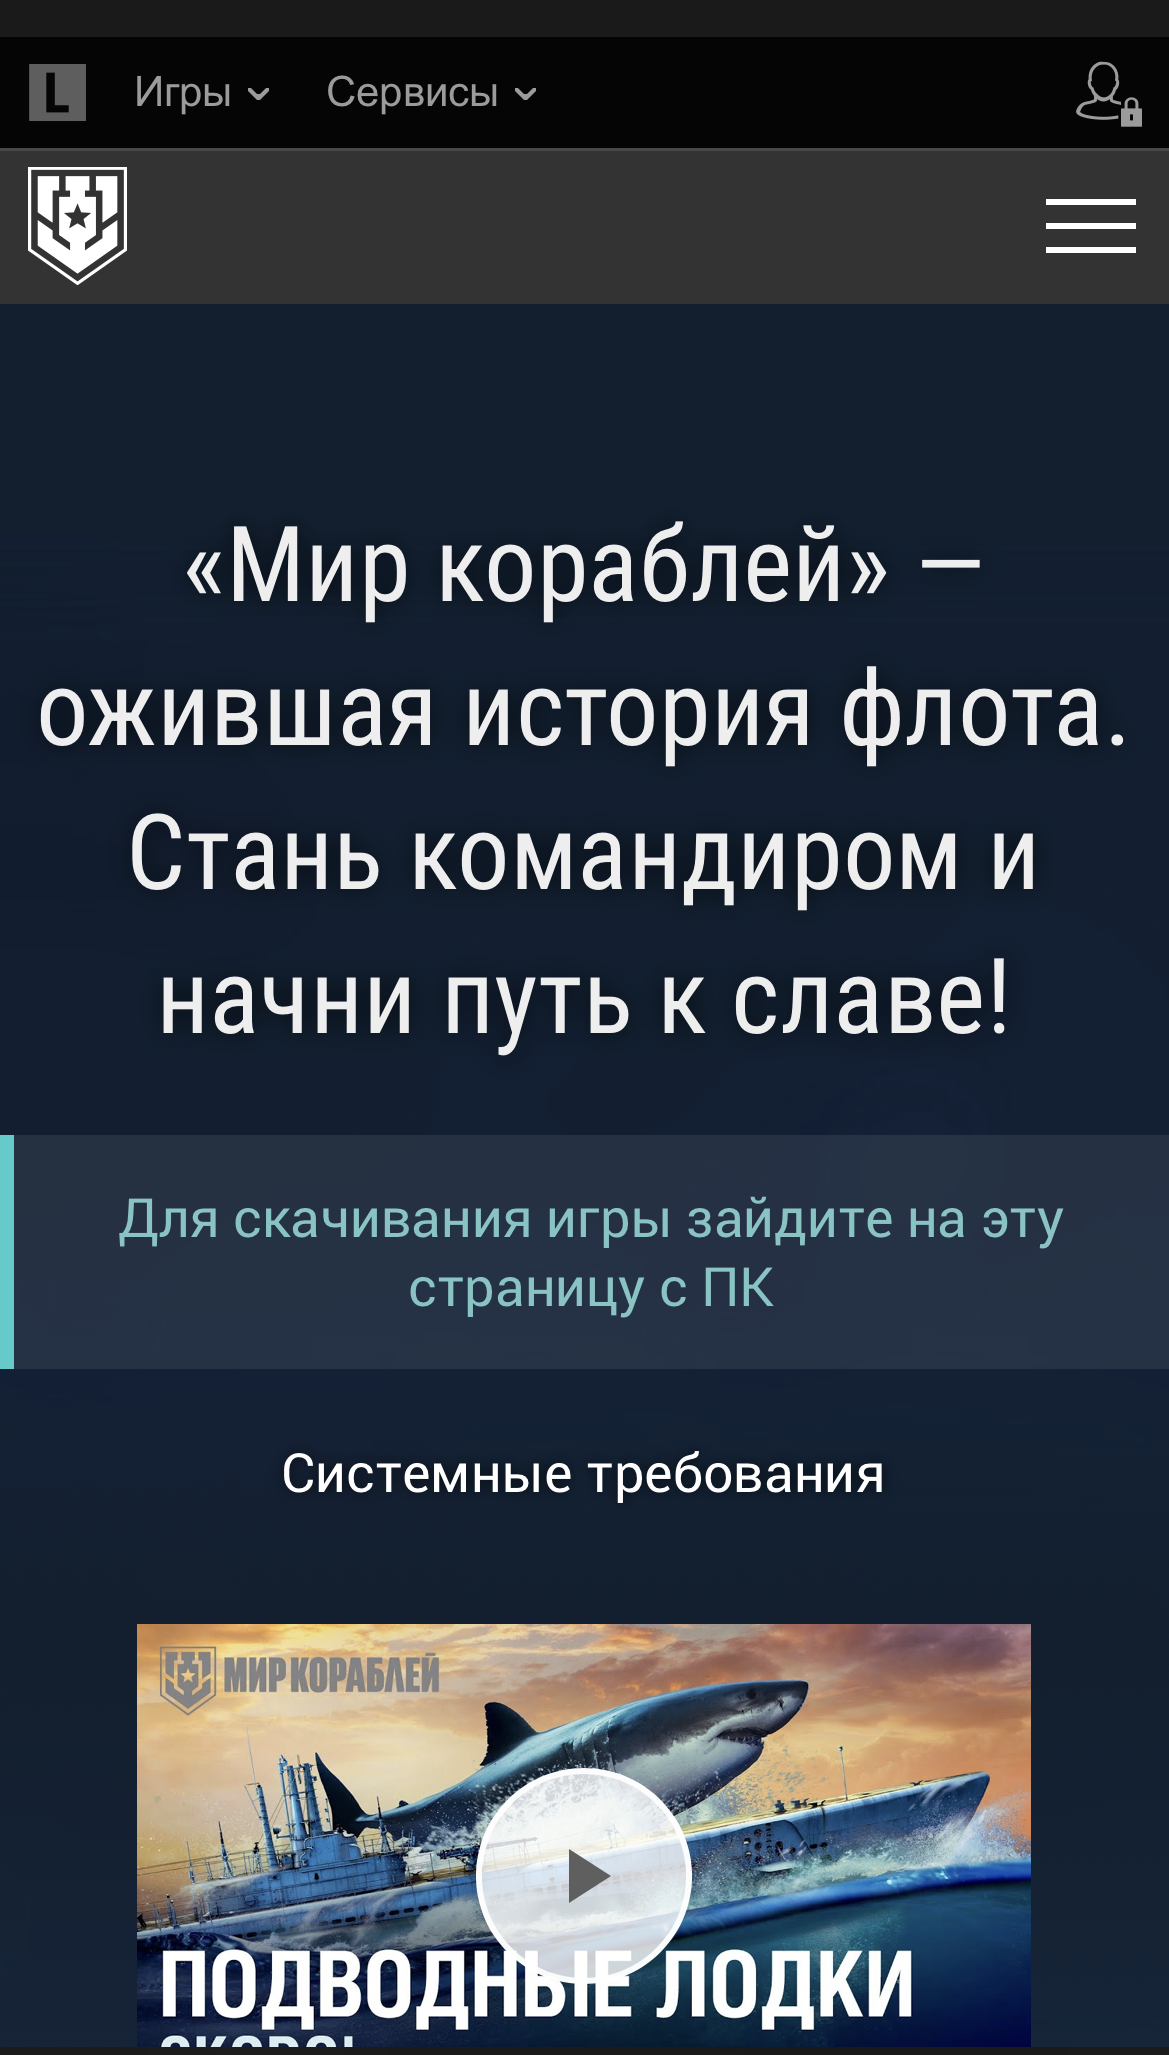 L Игры Сервисы
«Мир кораблей» —
ожившая история флота.
Стань командиром и
начни путь к славе!
Для скачивания игры зайдите на эту
страницу с ПК
Системные требования
МИР КОРАБЛЕЙ
ПОДВОДНЫЕ ЛОДКИ
СКОРО!